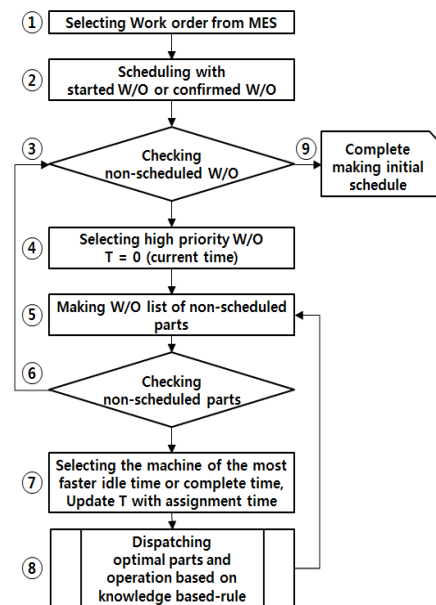 ① Selecting Work order from MES
② Scheduling with
started W/O or confirmed W/O
③ Checking
non-scheduled W/O
⑨ Complete
making initial
schedule
④ Selecting high priority W/O
T = 0 (current time)
⑤ Making W/O list of non-scheduled
parts
⑥ Checking
non-scheduled parts
⑦ Selecting the machine of the most
faster idle time or complete time,
Update T with assignment time
⑧ Dispatching
optimal parts and
operation based on
knowledge based-rule